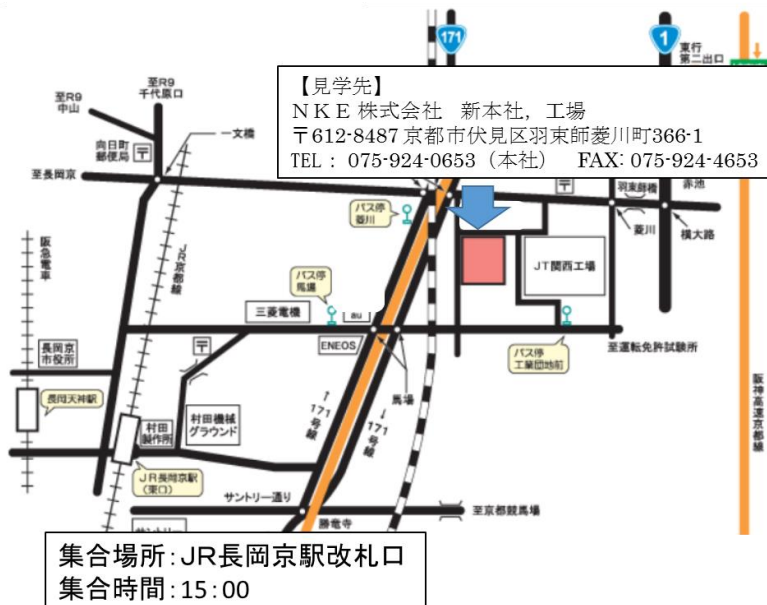 171
1
東行
第二出口
至R9
千代原口
至R9
中山
向日町
郵便局
〒
一文橋
至長岡京
【見学先】
ＮＫＥ 株式会社　新本社，工場
〒612-8487 京都市伏見区羽束師菱川町366-1
TEL： 075-924-0653（本社）　FAX: 075-924-4653
〒
羽束師橋
赤池
バス停
菱川
菱川
横大路
阪急電車
JR京都線
JT関西工場
バス停
馬場
三菱電機
au
ENEOS
至運転免許試験所
バス停
工業団地前
長岡京
市役所
〒
馬場
長岡天神駅
村田
製作所
村田機械
グラウンド
↑171号線
↓171号線
阪神高速京都線
JR長岡京駅
(東口)
サントリー通り
至京都競馬場
勝竜寺
集合場所：JR長岡京駅改札口
集合時間：15：00